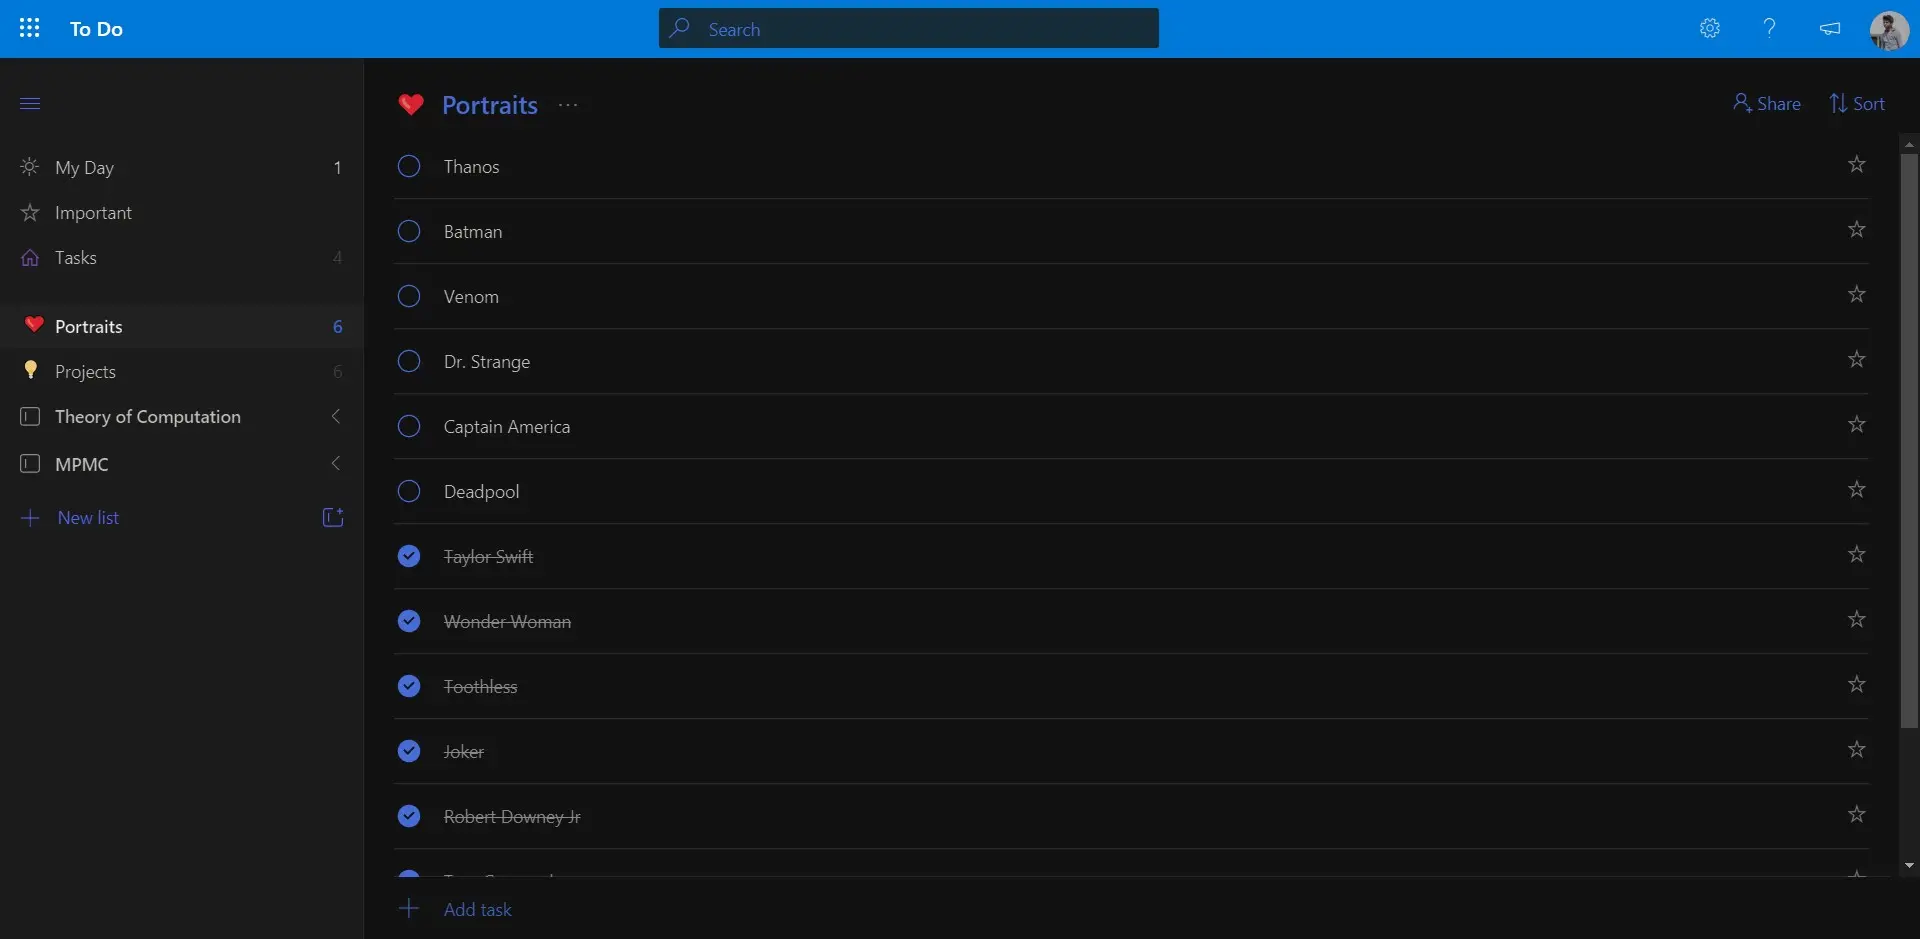 To Do
Search
My Day 1
Important
Tasks 4
Portraits 6
Projects 6
Theory of Computation
MPMC
New list
Portraits ...
Share
Sort
Thanos
Batman
Venom
Dr. Strange
Captain America
Deadpool
Taylor Swift
Wonder Woman
Toothless
Joker
Robert Downey Jr
Add task